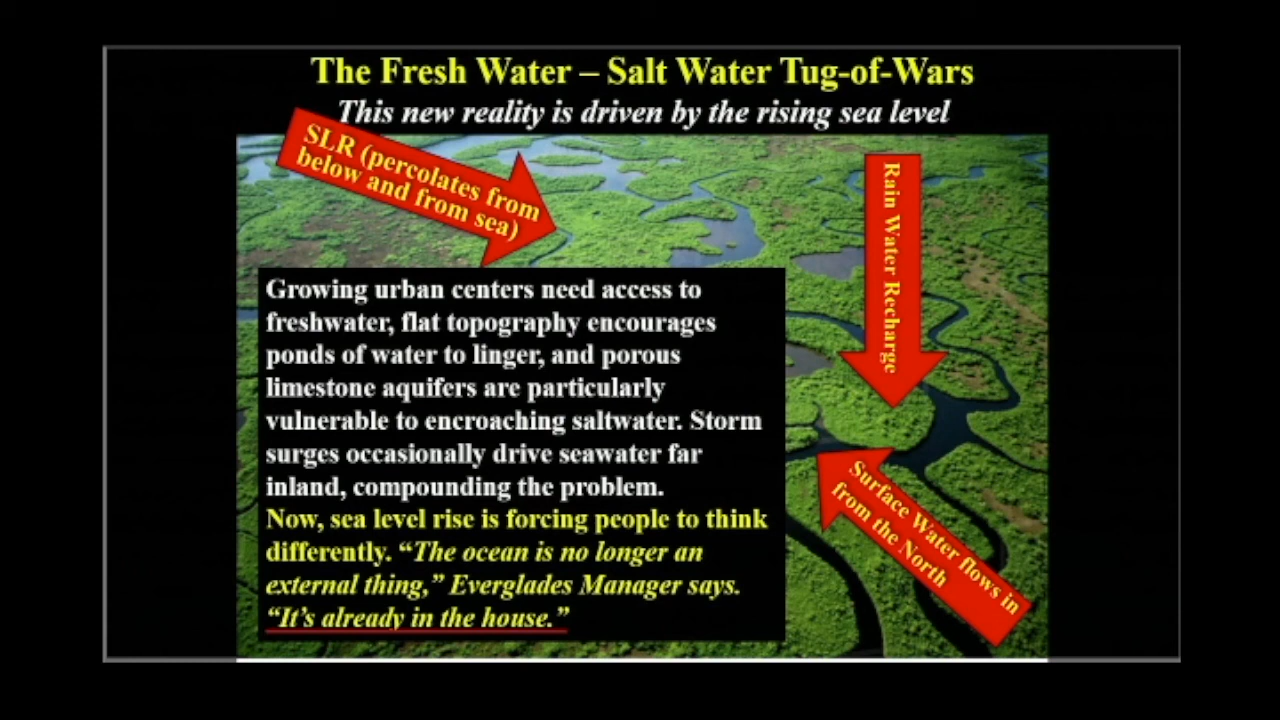 The Fresh Water – Salt Water Tug-of-Wars
This new reality is driven by the rising sea level
SLR (percolates from
below and from sea)
Rain Water Recharge
Growing urban centers need access to
freshwater, flat topography encourages
ponds of water to linger, and porous
limestone aquifers are particularly
vulnerable to encroaching saltwater. Storm
surges occasionally drive seawater far
inland, compounding the problem.
Now, sea level rise is forcing people to think
differently. “The ocean is no longer an
external thing,” Everglades Manager says.
“It’s already in the house.”
Surface Water flows in
from the North